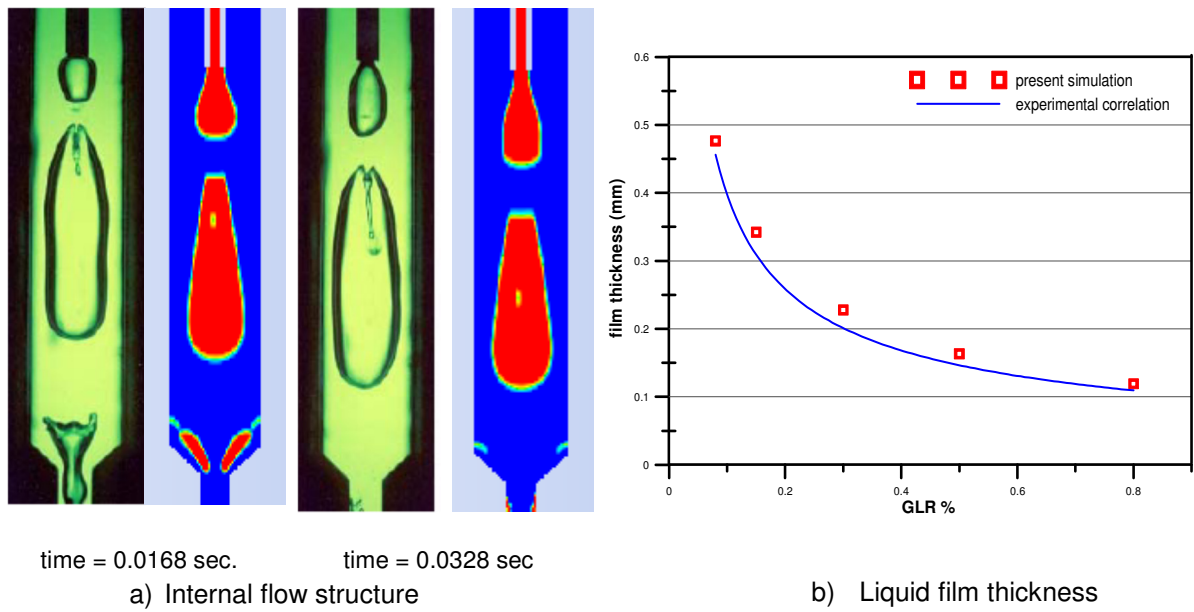 0.6
0.5
0.4
0.3
0.2
0.1
0
film thickness (mm)
present simulation
experimental correlation
0
0.2
0.4
0.6
0.8
GLR %
time = 0.0168 sec.
time = 0.0328 sec
a) Internal flow structure
b) Liquid film thickness